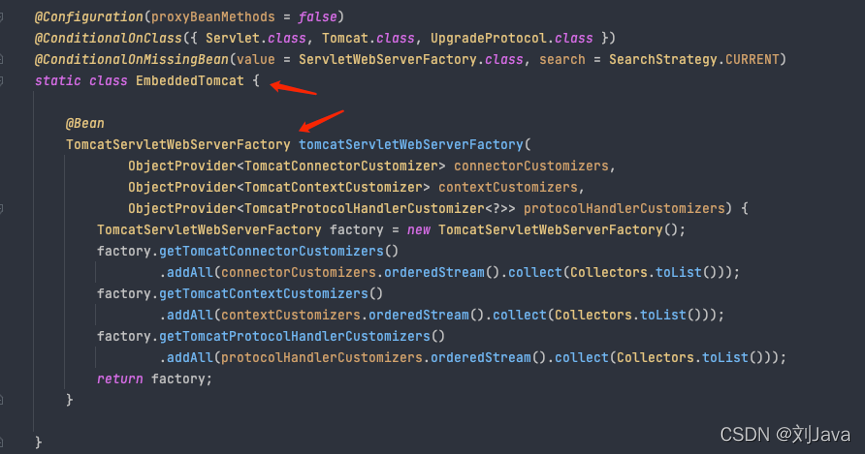 @Configuration(proxyBeanMethods = false)
@ConditionalOnClass({ Servlet.class, Tomcat.class, UpgradeProtocol.class })
@ConditionalOnMissingBean(value = ServletWebServerFactory.class, search = SearchStrategy.CURRENT)
static class EmbeddedTomcat {
@Bean
TomcatServletWebServerFactory tomcatServletWebServerFactory(
ObjectProvider<TomcatConnectorCustomizer> connectorCustomizers,
ObjectProvider<TomcatContextCustomizer> contextCustomizers,
ObjectProvider<TomcatProtocolHandlerCustomizer<?>> protocolHandlerCustomizers) {
TomcatServletWebServerFactory factory = new TomcatServletWebServerFactory();
factory.getTomcatConnectorCustomizers()
.addAll(connectorCustomizers.orderedStream().collect(Collectors.toList()));
factory.getTomcatContextCustomizers()
.addAll(contextCustomizers.orderedStream().collect(Collectors.toList()));
factory.getTomcatProtocolHandlerCustomizers()
.addAll(protocolHandlerCustomizers.orderedStream().collect(Collectors.toList()));
return factory;
}
}
CSDN @刘Java